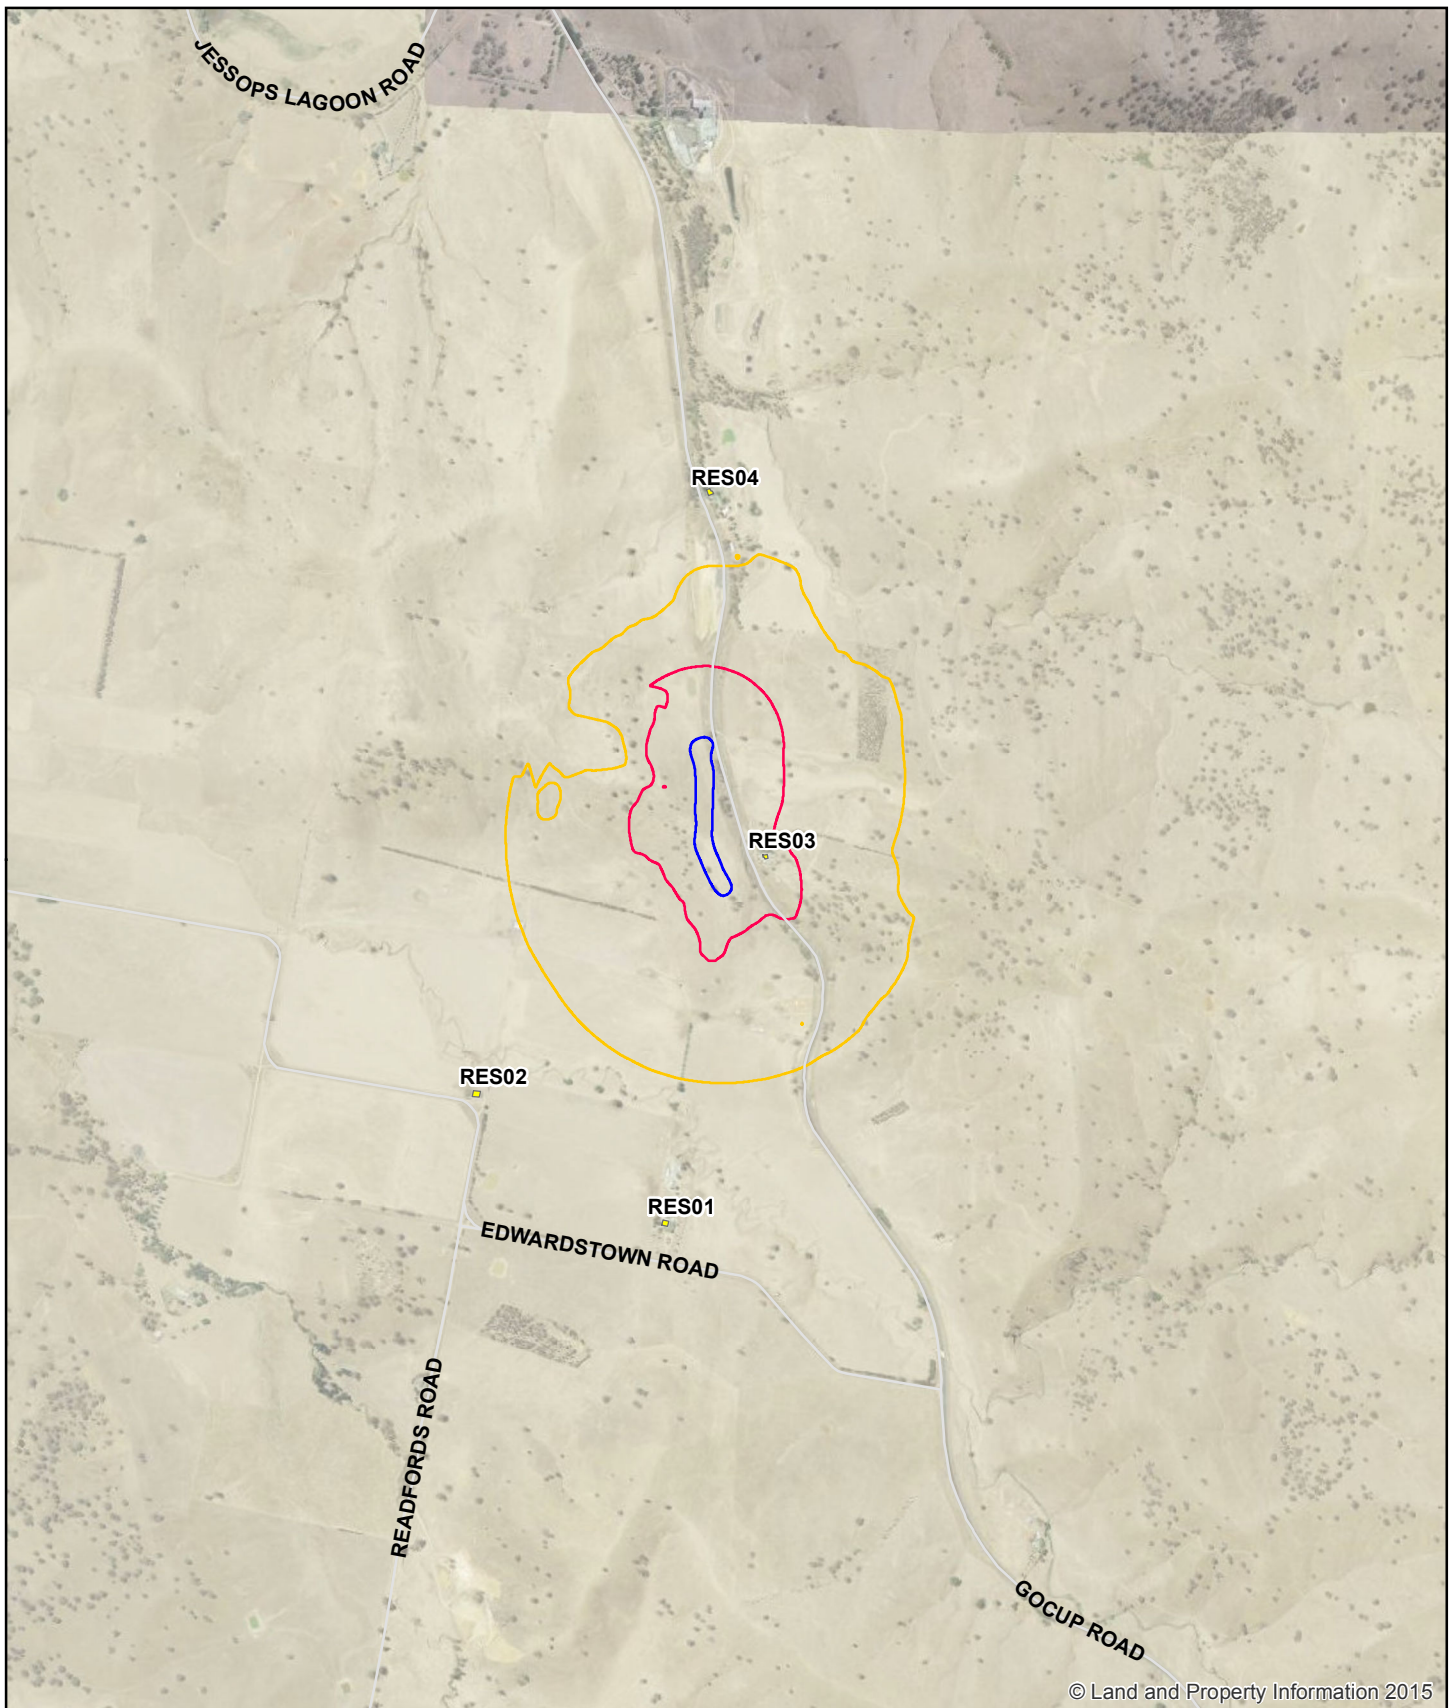 JESSOPS LAGOON ROAD
RES04
RES03
RES02
RES01
EDWARDSTOWN ROAD
READFORDS ROAD
GOCUP ROAD
© Land and Property Information 2015